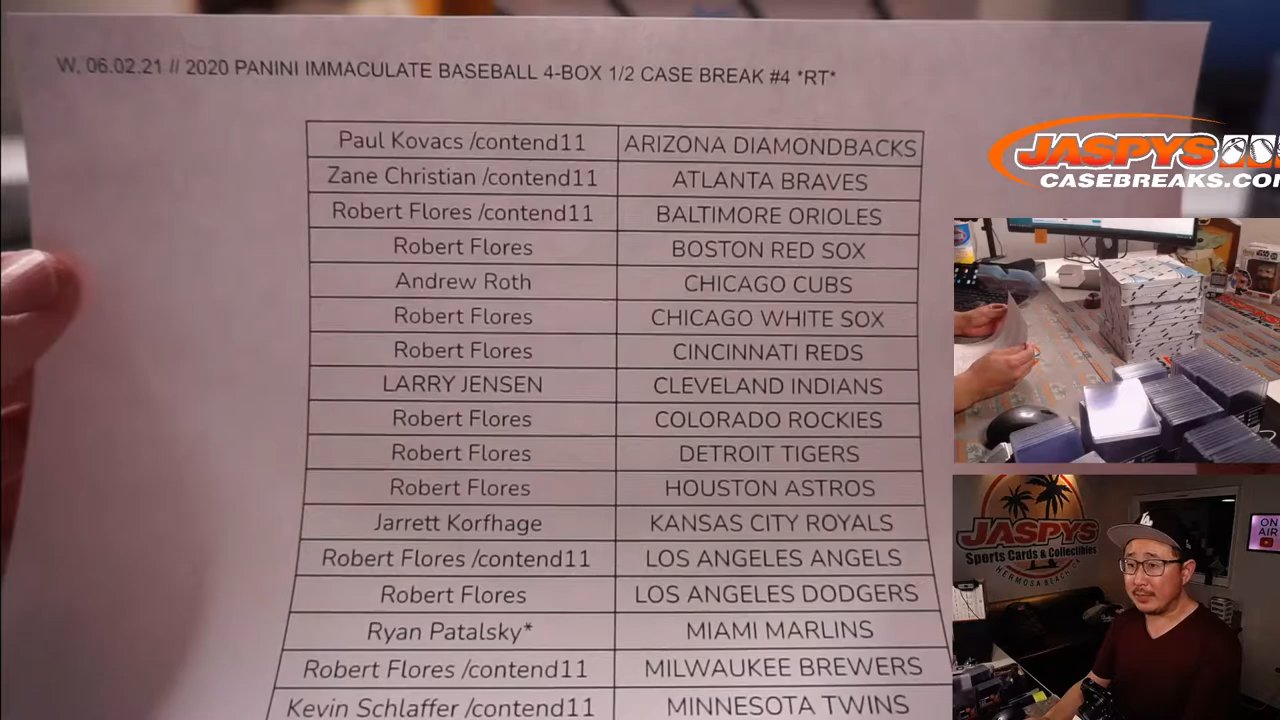 W, 06.02.21 // 2020 PANINI IMMACULATE BASEBALL 4-BOX 1/2 CASE BREAK #4 *RT*
Paul Kovacs /contend11 ARIZONA DIAMONDBACKS
Zane Christian /contend11 ATLANTA BRAVES
Robert Flores /contend11 BALTIMORE ORIOLES
Robert Flores BOSTON RED SOX
Andrew Roth CHICAGO CUBS
Robert Flores CHICAGO WHITE SOX
Robert Flores CINCINNATI REDS
LARRY JENSEN CLEVELAND INDIANS
Robert Flores COLORADO ROCKIES
Robert Flores DETROIT TIGERS
Robert Flores HOUSTON ASTROS
Jarrett Korfhage KANSAS CITY ROYALS
Robert Flores /contend11 LOS ANGELES ANGELS
Robert Flores LOS ANGELES DODGERS
Ryan Patalsky* MIAMI MARLINS
Robert Flores /contend11 MILWAUKEE BREWERS
Kevin Schlaffer /contend11 MINNESOTA TWINS
JASPYS
CASEBREAKS.COM
JASPYS
Sports Cards & Collectibles
HERMOSA BEACH, CA
ON
AIR